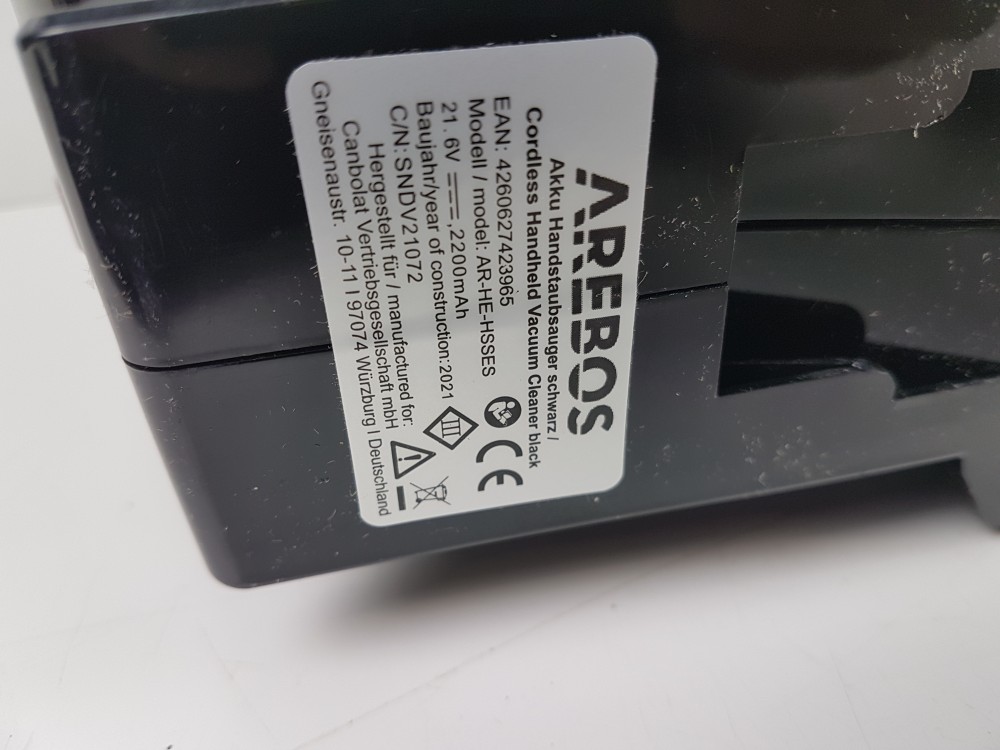 AREBOS
Akku Handstaubsauger schwarz /
Cordless Handheld Vacuum Cleaner black
EAN: 4260627423965
Modell / model: AR-HE-HSSES
21.6V ⎓,2200mAh
Baujahr/year of construction:2021
C/N:SNDV21072
Hergestellt für / manufactured for:
Canbolat Vertriebsgesellschaft mbH
Gneisenaustr. 10-11 I 97074 Würzburg I Deutschland
CE
III